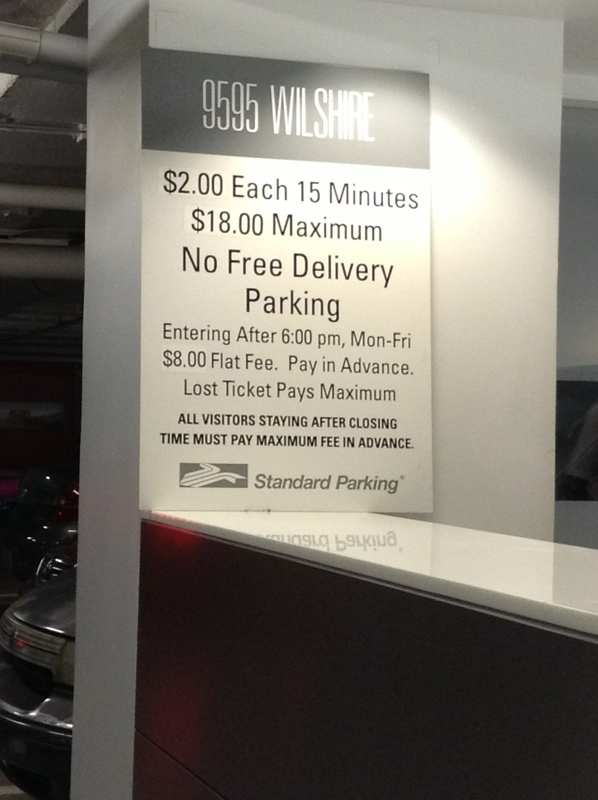 9595 WILSHIRE
$2.00 Each 15 Minutes
$18.00 Maximum
No Free Delivery
Parking
Entering After 6:00 pm, Mon-Fri
$8.00 Flat Fee. Pay in Advance.
Lost Ticket Pays Maximum
ALL VISITORS STAYING AFTER CLOSING
TIME MUST PAY MAXIMUM FEE IN ADVANCE.
Standard Parking®